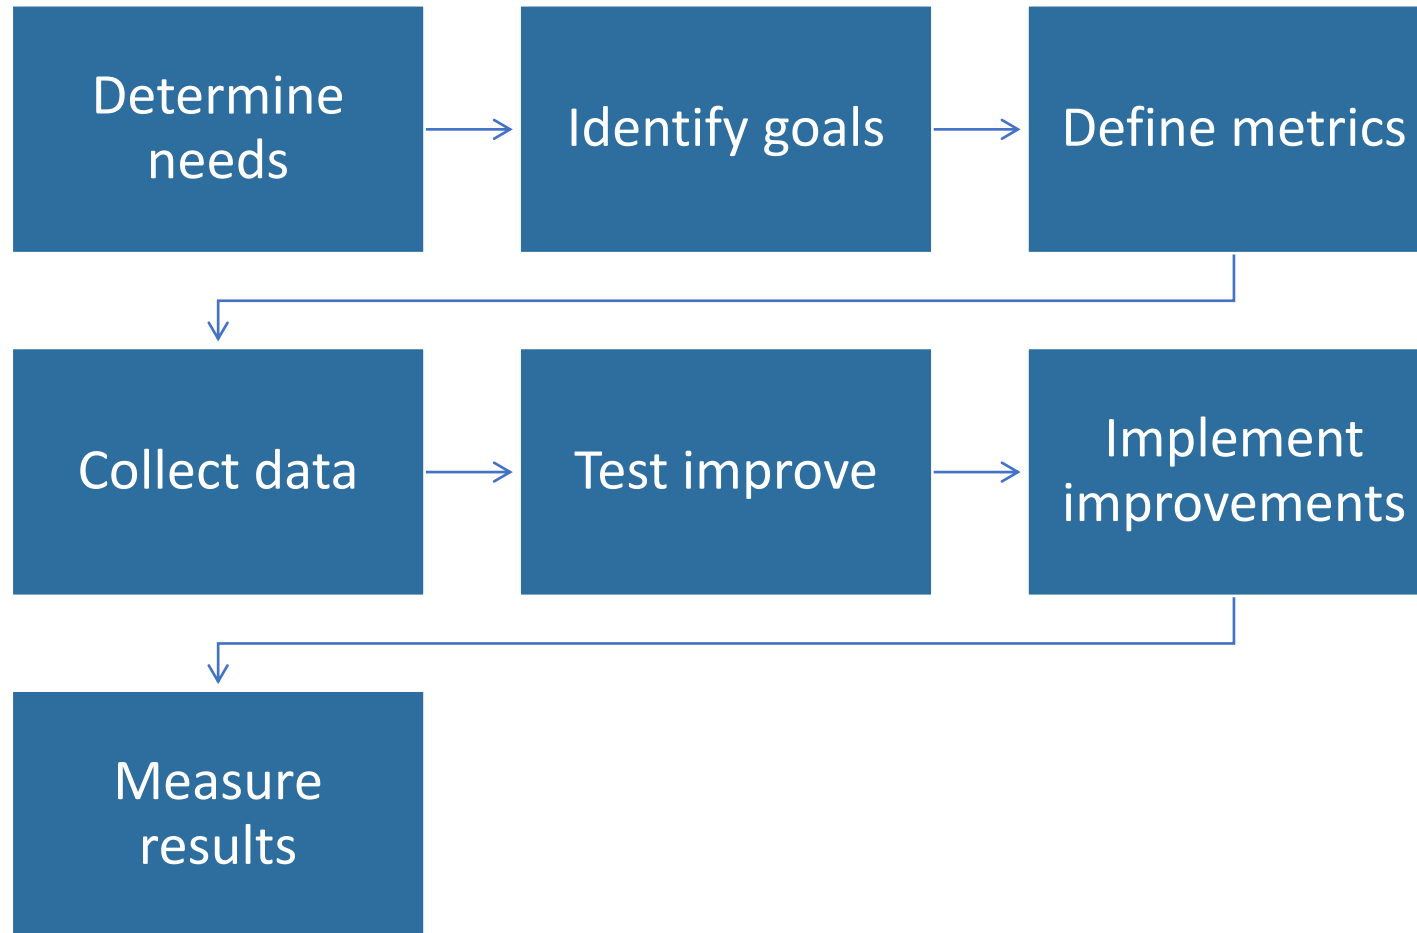 Determine
needs
Identify goals
Define metrics
Collect data
Test improve
Implement
improvements
Measure
results